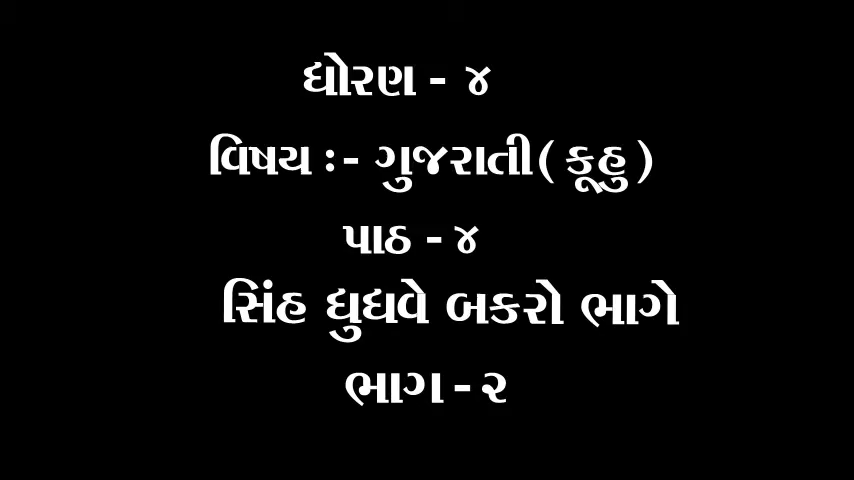 ધોરણ - ૪
વિષય :- ગુજરાતી ( કૂહુ )
પાઠ - ૪
સિંહ ઘુઘવે બકરો ભાગે
ભાગ - ૨